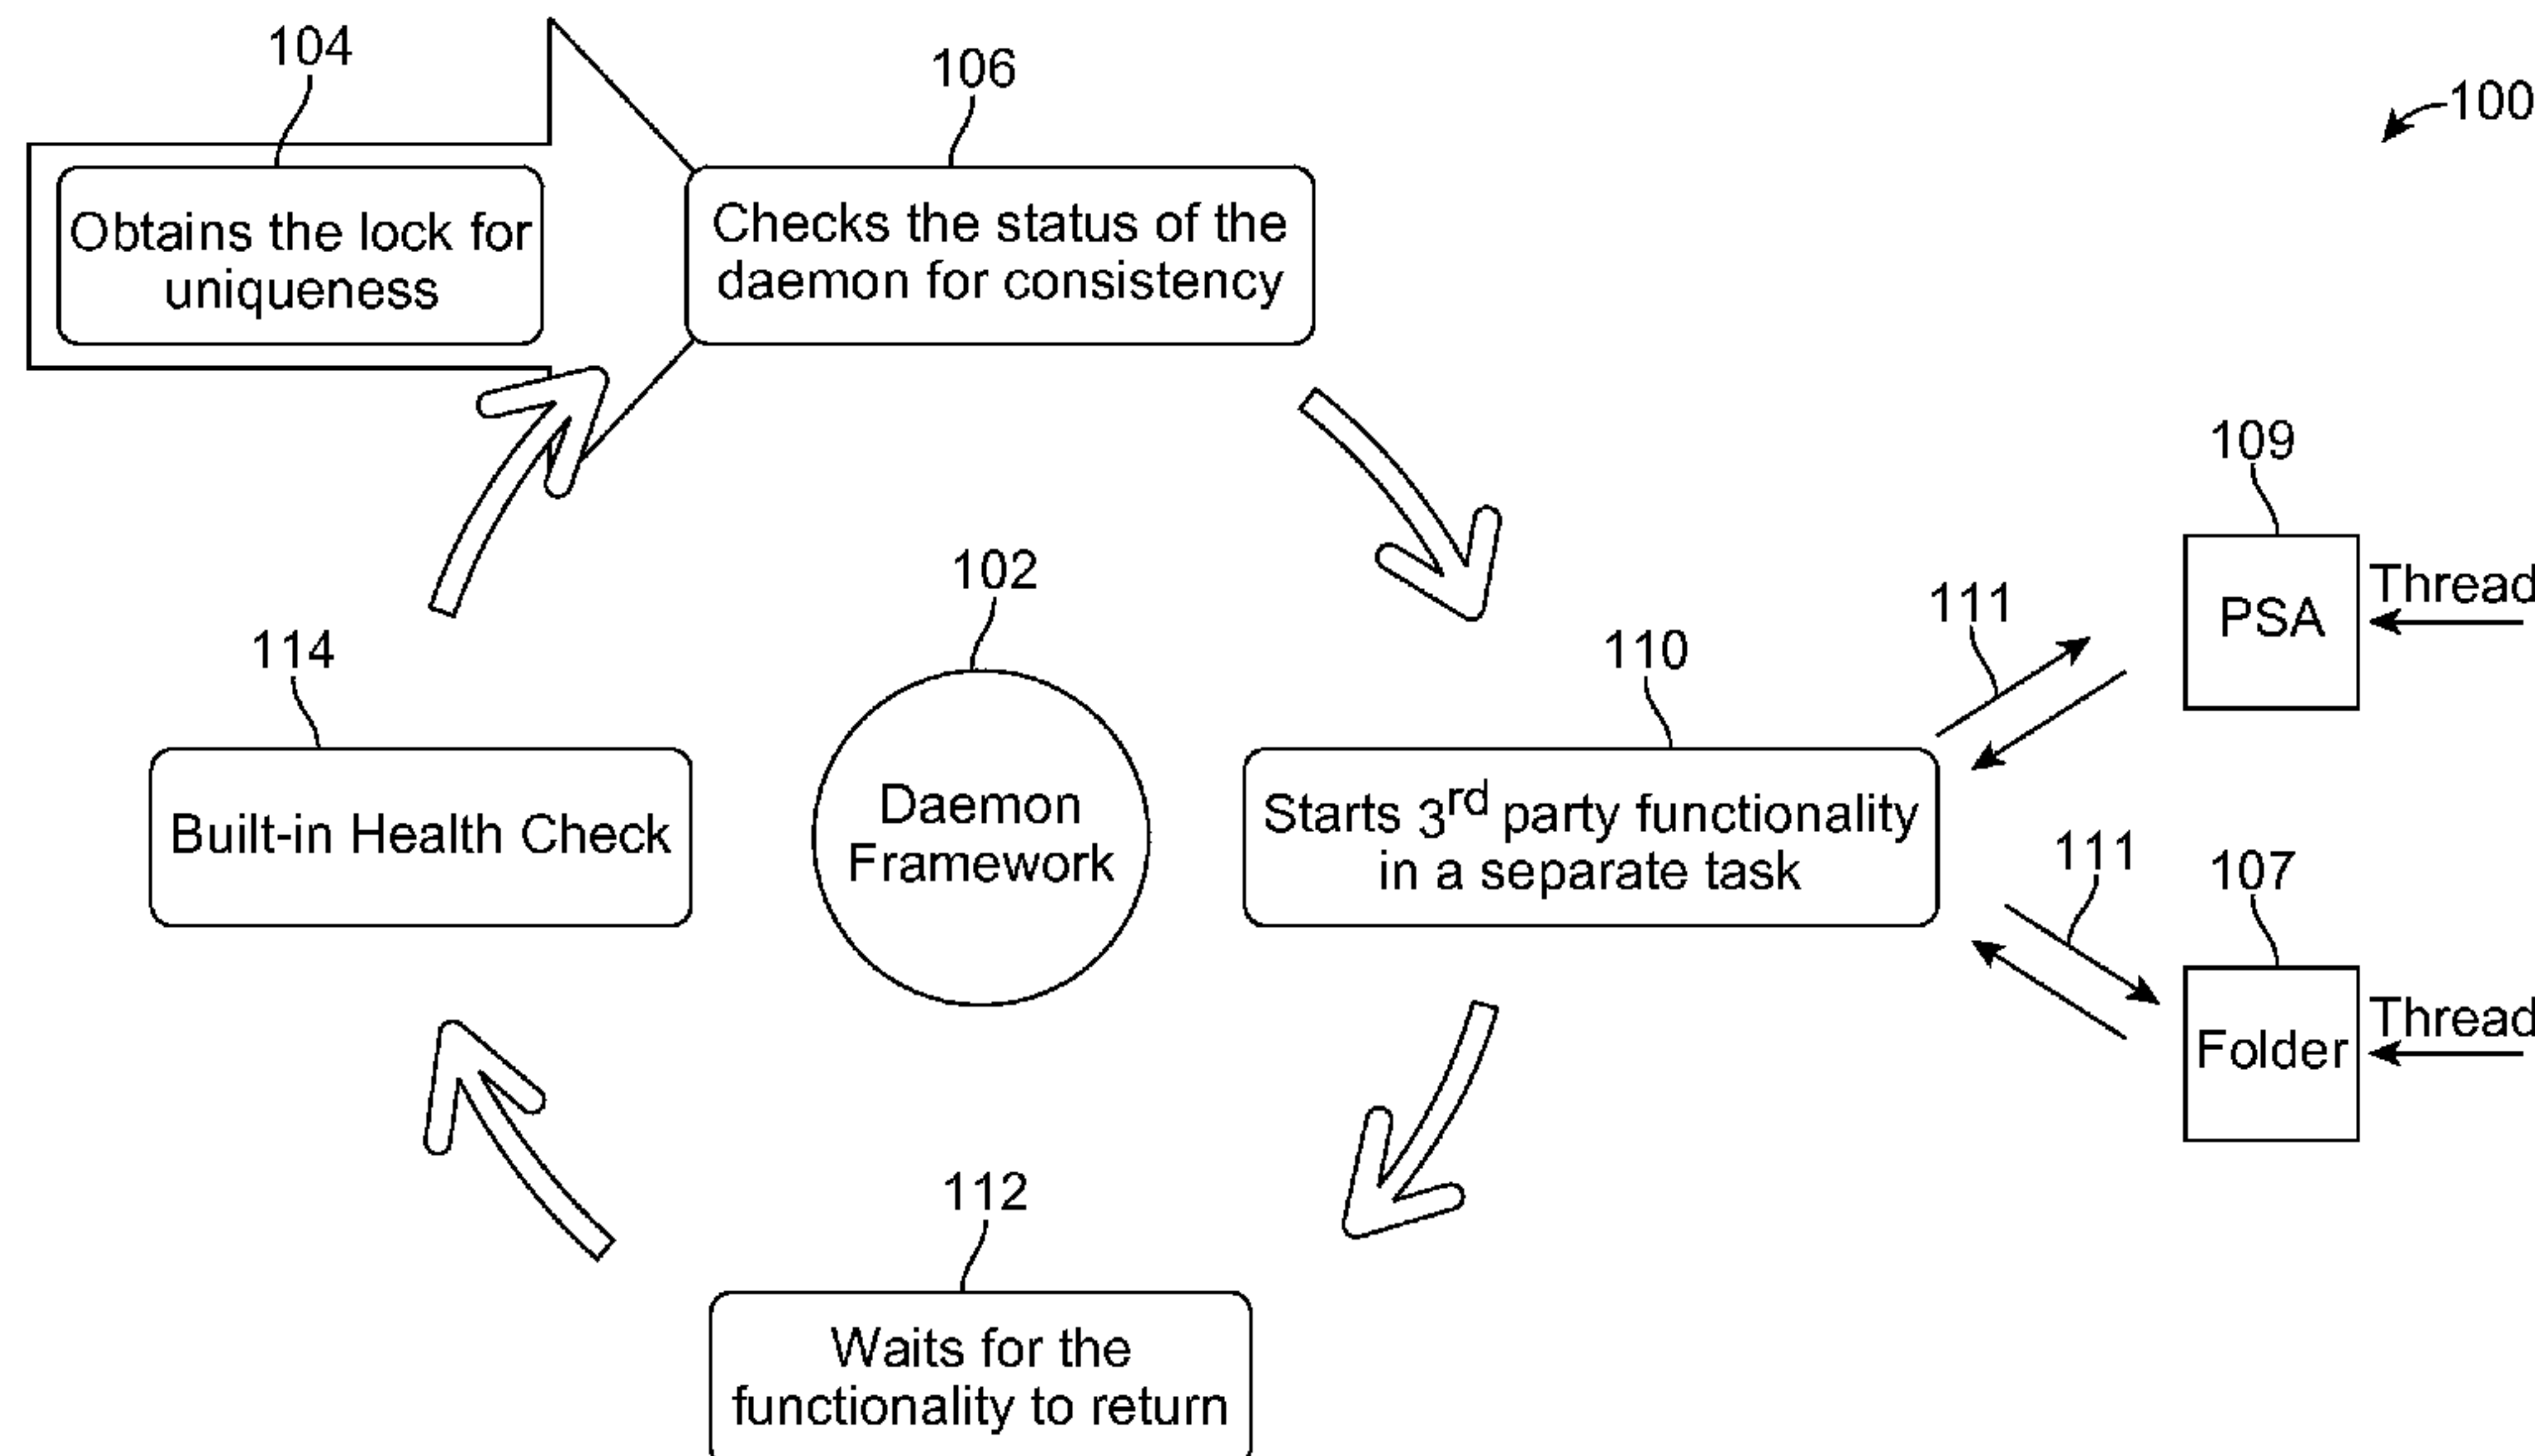 104
106
100
Obtains the lock for
uniqueness
Checks the status of the
daemon for consistency
109
102
Thread
111
PSA
114
110
Daemon
Framework
Built-in Health Check
Starts 3rd party functionality
in a separate task
111
107
Thread
Folder
112
Waits for the
functionality to return